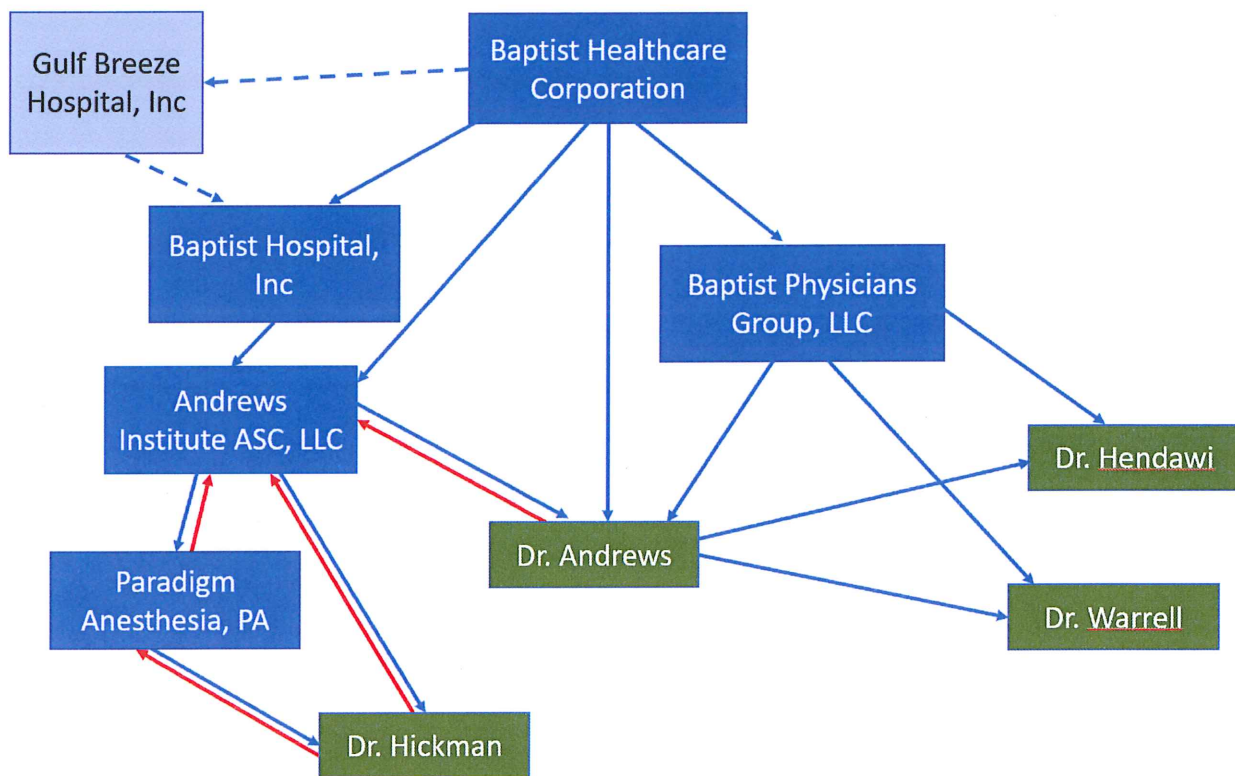 Gulf Breeze
Hospital, Inc
Baptist Healthcare
Corporation
Baptist Hospital,
Inc
Baptist Physicians
Group, LLC
Andrews
Institute ASC, LLC
Dr. Hendawi
Dr. Andrews
Paradigm
Anesthesia, PA
Dr. Warrell
Dr. Hickman